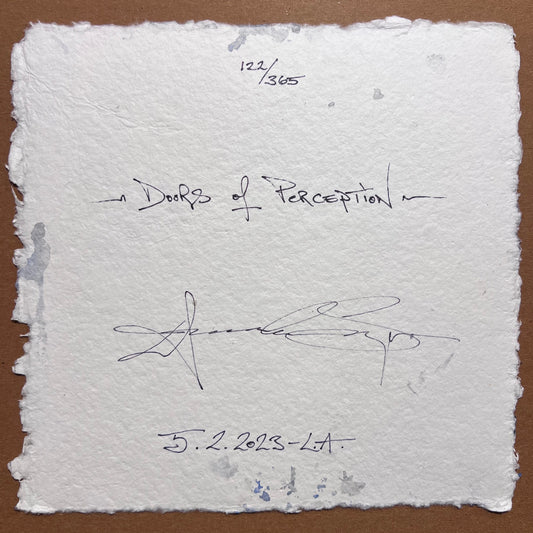 122/365
~ Doors of Perception ~
5.2.2023-L.A.